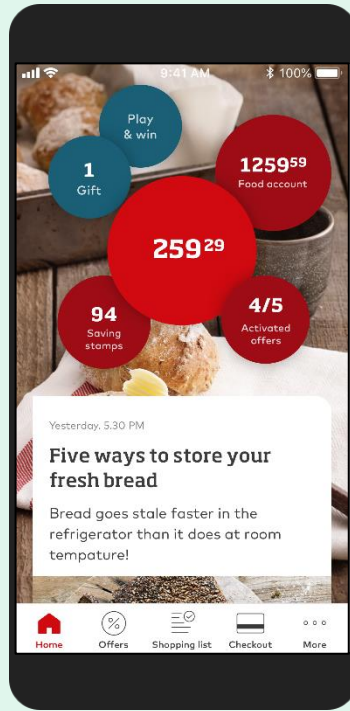 9:41 AM
100%
Play
& win
1
Gift
1259⁵⁹
Food account
259²⁹
94
Saving
stamps
4/5
Activated
offers
Yesterday, 5.30 PM
Five ways to store your
fresh bread
Bread goes stale faster in the
refrigerator than it does at room
tempature!
%
Home Offers Shopping list Checkout More